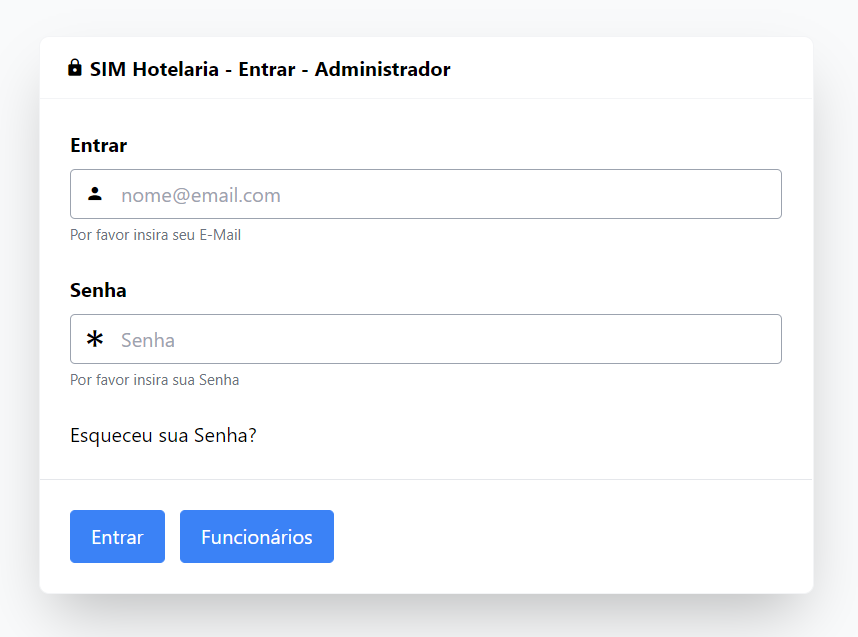 SIM Hotelaria - Entrar - Administrador
Entrar
nome@email.com
Por favor insira seu E-Mail
Senha
Senha
Por favor insira sua Senha
Esqueceu sua Senha?
Entrar
Funcionários